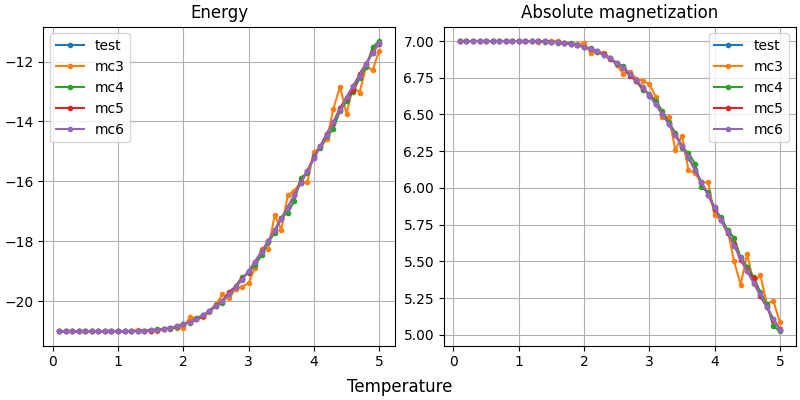 Energy
−12
−14
−16
−18
−20
0 1 2 3 4 5
test
mc3
mc4
mc5
mc6
Absolute magnetization
7.00
6.75
6.50
6.25
6.00
5.75
5.50
5.25
5.00
0 1 2 3 4 5
test
mc3
mc4
mc5
mc6
Temperature